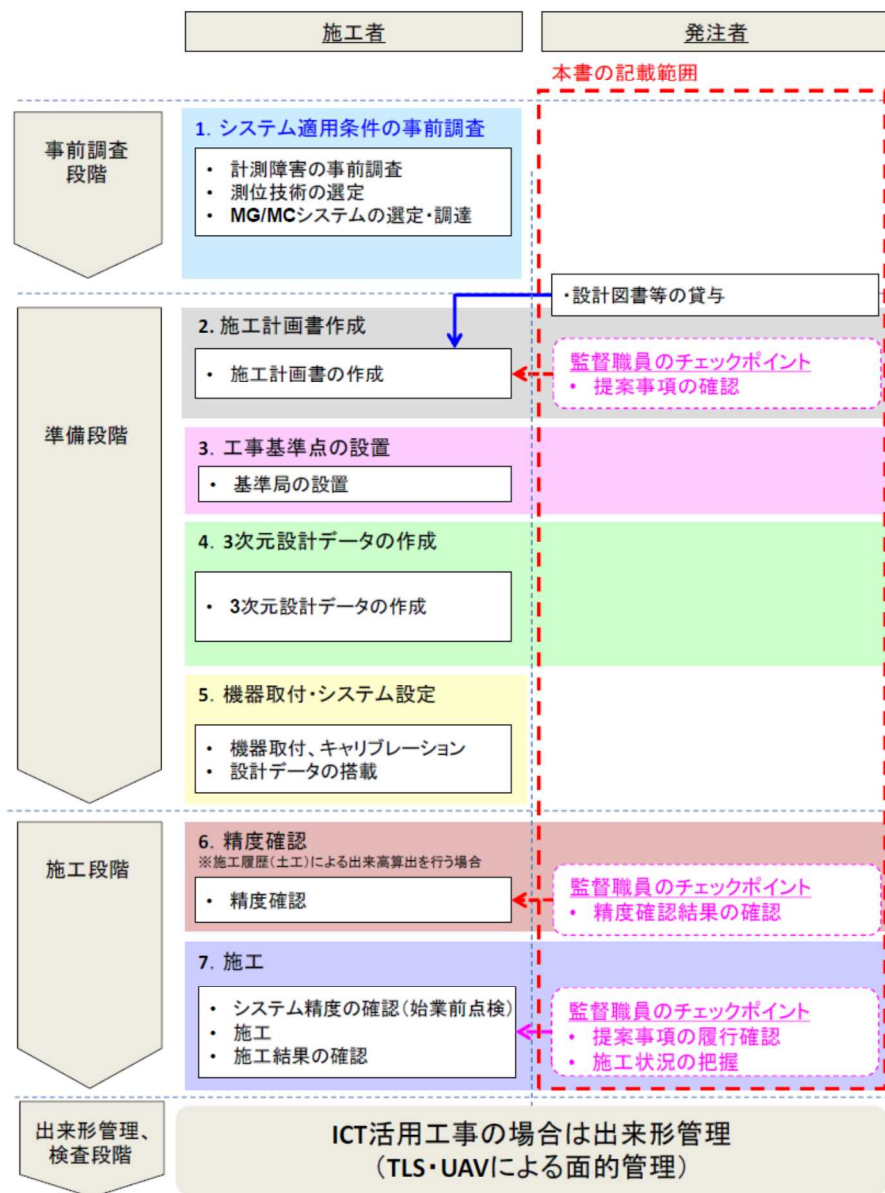 施工者
発注者
本書の記載範囲
事前調査
段階
1. システム適用条件の事前調査
・ 計測障害の事前調査
・ 測位技術の選定
・ MG/MCシステムの選定・調達
・設計図書等の貸与
準備段階
2. 施工計画書作成
・ 施工計画書の作成
監督職員のチェックポイント
・ 提案事項の確認
3. 工事基準点の設置
・ 基準局の設置
4. 3次元設計データの作成
・ 3次元設計データの作成
5. 機器取付・システム設定
・ 機器取付、キャリブレーション
・ 設計データの搭載
施工段階
6. 精度確認
※施工履歴(土工)による出来高算出を行う場合
・ 精度確認
監督職員のチェックポイント
・ 精度確認結果の確認
7. 施工
・ システム精度の確認(始業前点検)
・ 施工
・ 施工結果の確認
監督職員のチェックポイント
・ 提案事項の履行確認
・ 施工状況の把握
出来形管理、
検査段階
ICT活用工事の場合は出来形管理
(TLS・UAVによる面的管理)